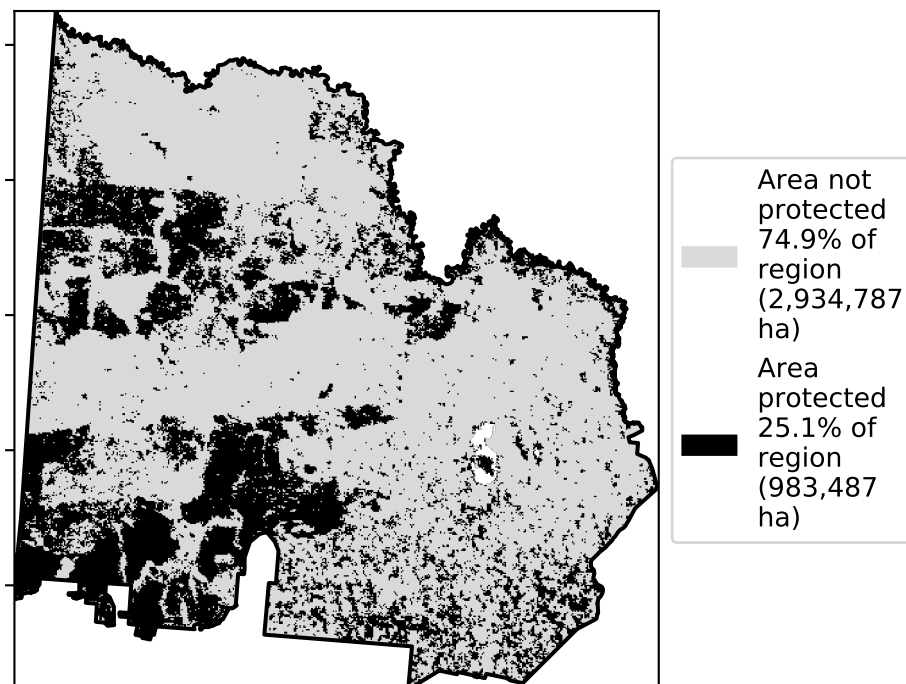 Area not
protected
74.9% of
region
(2,934,787
ha)
Area
protected
25.1% of
region
(983,487
ha)